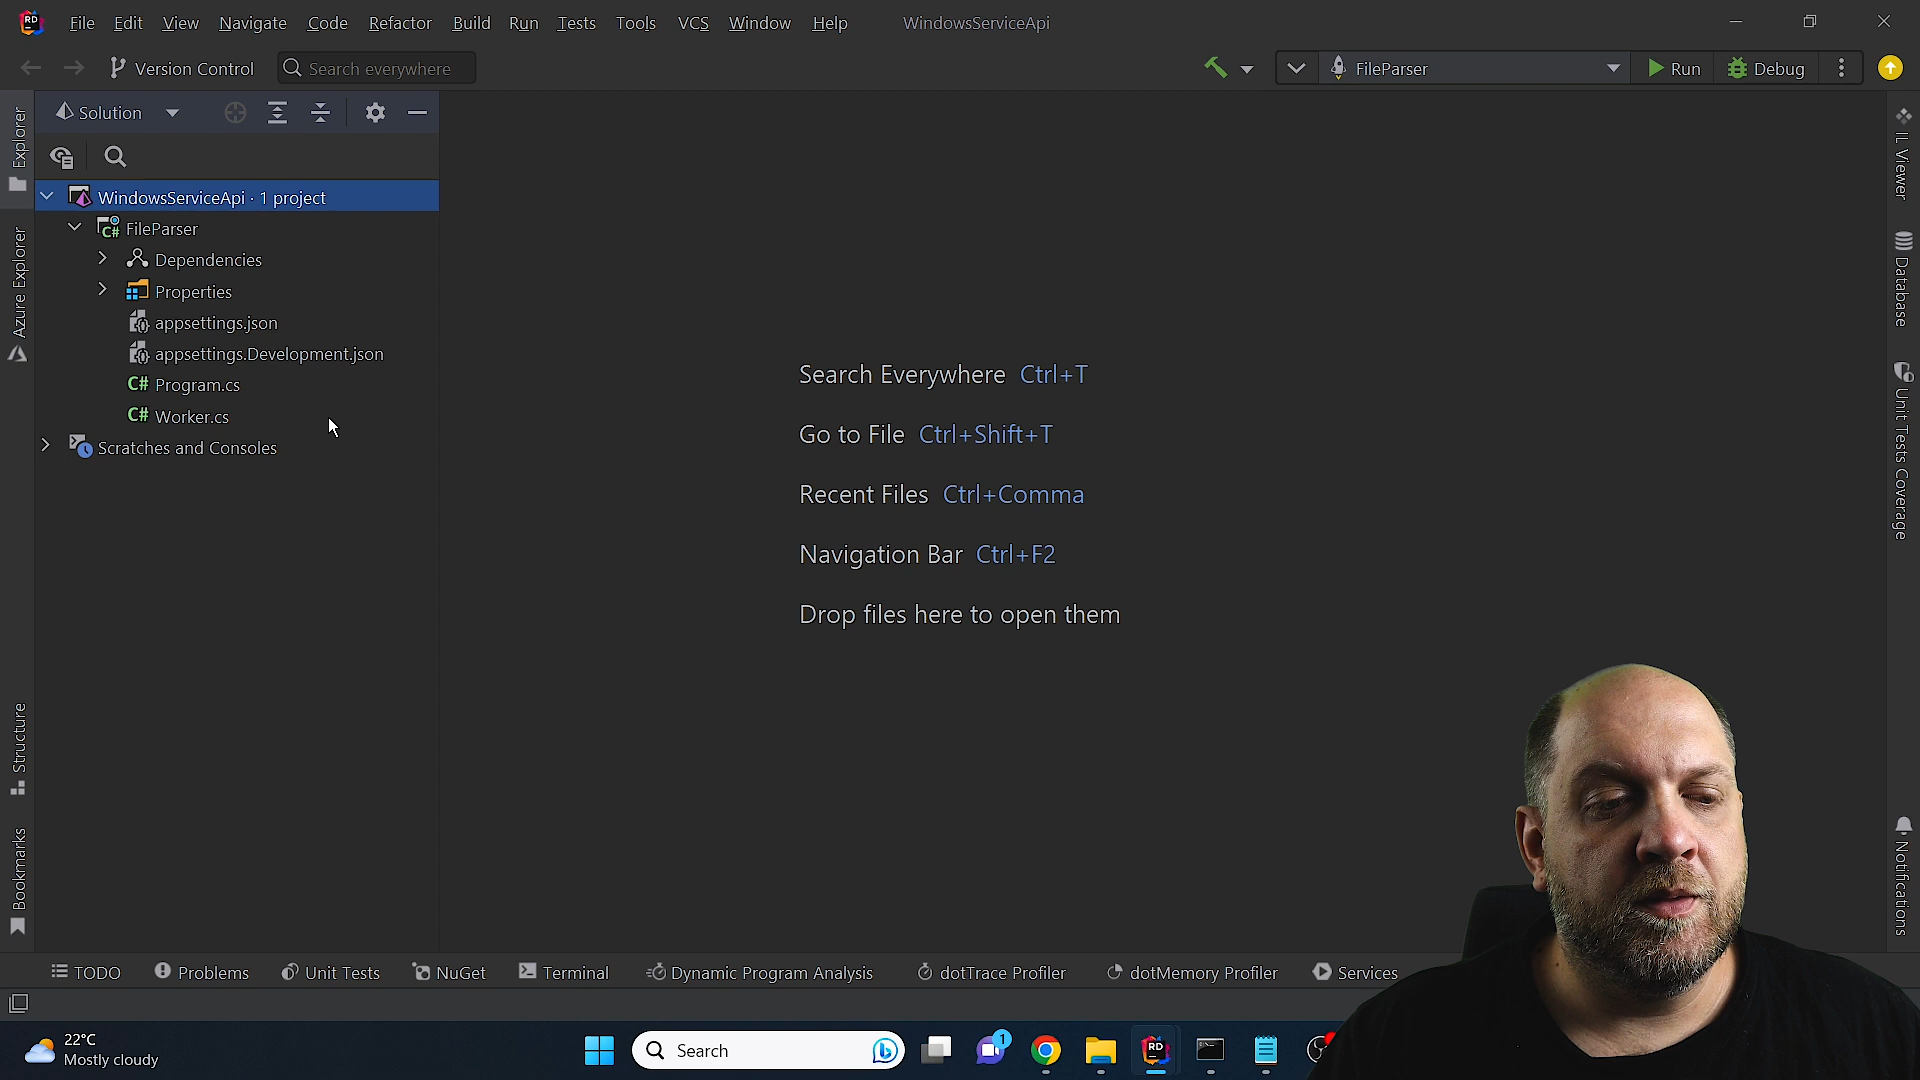 File Edit View Navigate Code Refactor Build Run Tests Tools VCS Window Help WindowsServiceApi
Version Control Search everywhere FileParser Run Debug
Solution
WindowsServiceApi · 1 project
FileParser
Dependencies
Properties
appsettings.json
appsettings.Development.json
C# Program.cs
C# Worker.cs
Scratches and Consoles
Explorer
Azure Explorer
Structure
Bookmarks
Search Everywhere Ctrl+T
Go to File Ctrl+Shift+T
Recent Files Ctrl+Comma
Navigation Bar Ctrl+F2
Drop files here to open them
IL Viewer
Database
Unit Tests Coverage
Notifications
TODO Problems Unit Tests NuGet Terminal Dynamic Program Analysis dotTrace Profiler dotMemory Profiler Services
22°C
Mostly cloudy
Search
1
RD